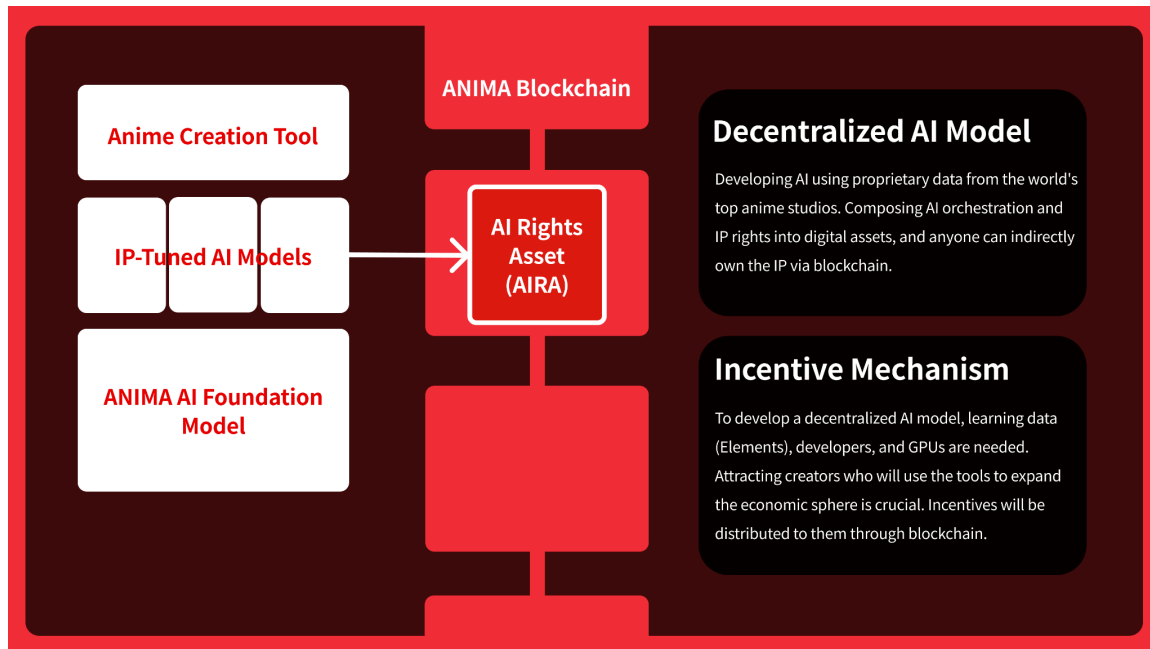 ANIMA Blockchain
Anime Creation Tool
IP-Tuned AI Models
ANIMA AI Foundation
Model
AI Rights
Asset
(AIRA)
Decentralized AI Model
Developing AI using proprietary data from the world's
top anime studios. Composing AI orchestration and
IP rights into digital assets, and anyone can indirectly
own the IP via blockchain.
Incentive Mechanism
To develop a decentralized AI model, learning data
(Elements), developers, and GPUs are needed.
Attracting creators who will use the tools to expand
the economic sphere is crucial. Incentives will be
distributed to them through blockchain.